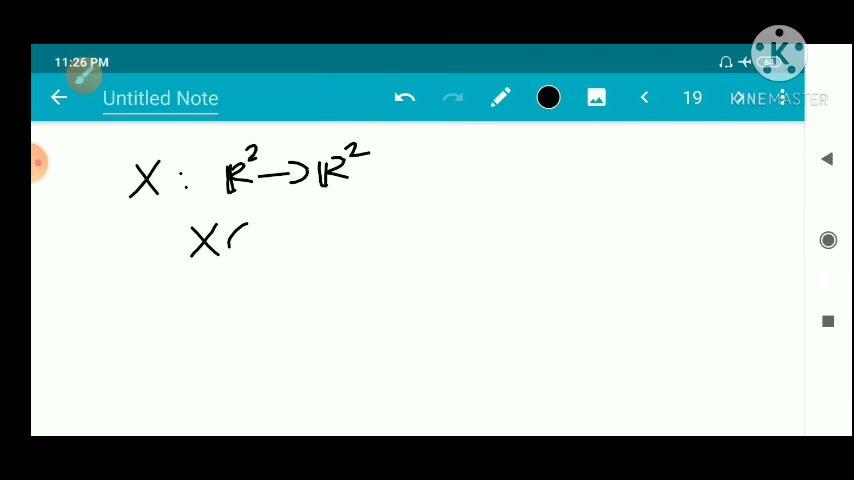 11:26 PM
Untitled Note
19
K
KINEMASTER
X : ℝ² → ℝ²
X(